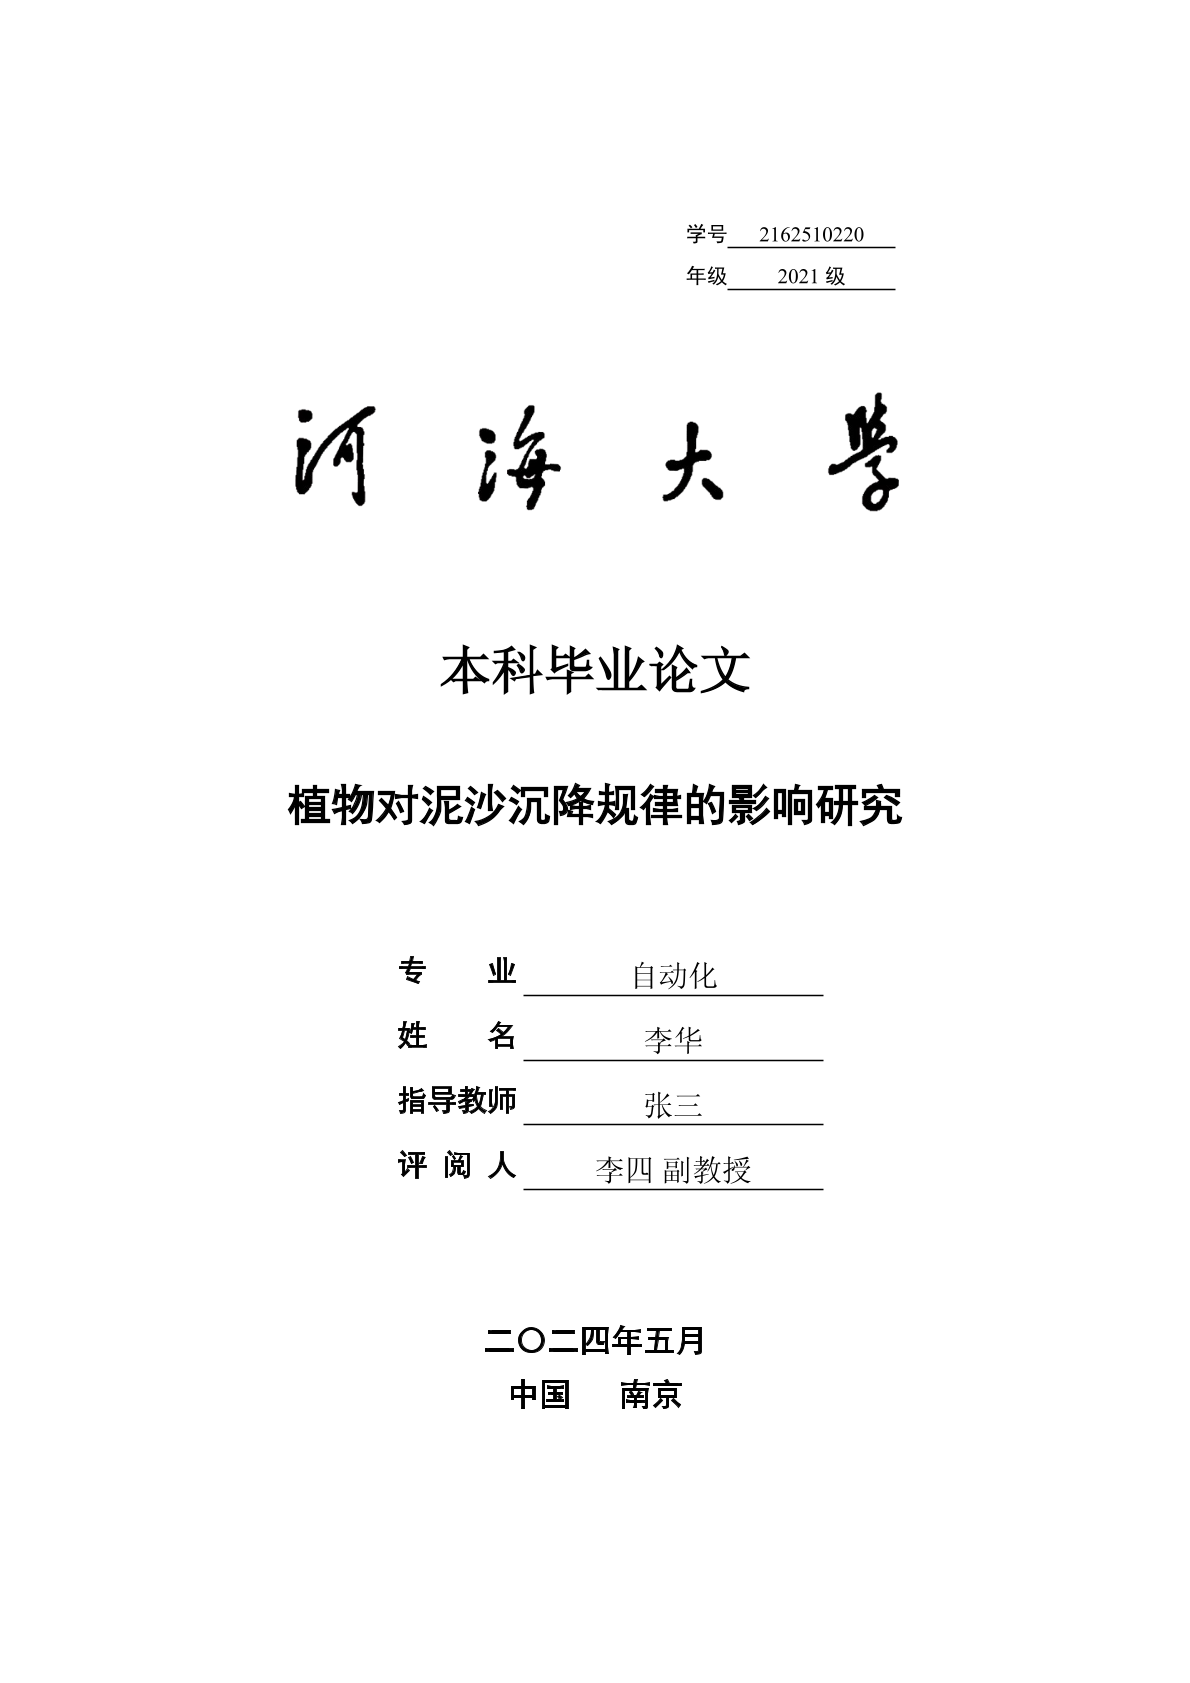 学号 2162510220
年级 2021 级
河海大學
本科毕业论文
植物对泥沙沉降规律的影响研究
专 业 自动化
姓 名 李华
指导教师 张三
评 阅 人 李四 副教授
二〇二四年五月
中国 南京